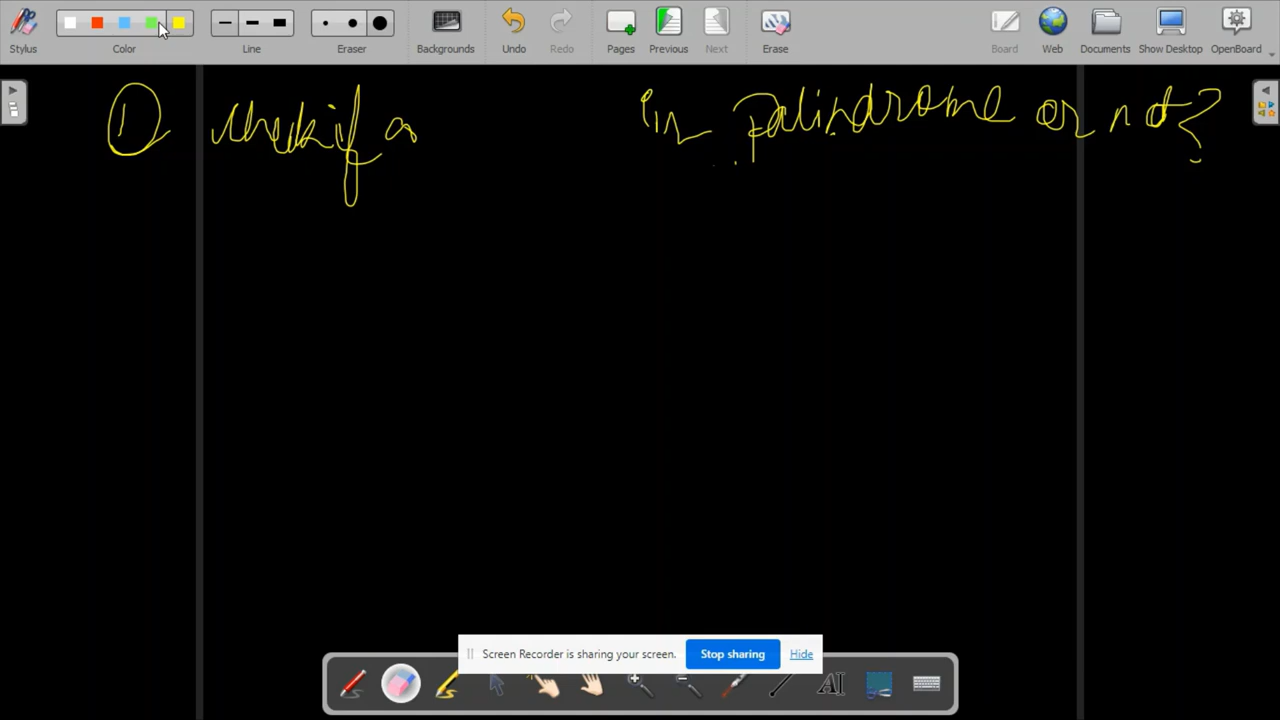 Stylus Color Line Eraser Backgrounds Undo Redo Pages Previous Next Erase Board Web Documents Show Desktop OpenBoard
① check if a in palindrome or not?
Screen Recorder is sharing your screen. Stop sharing Hide